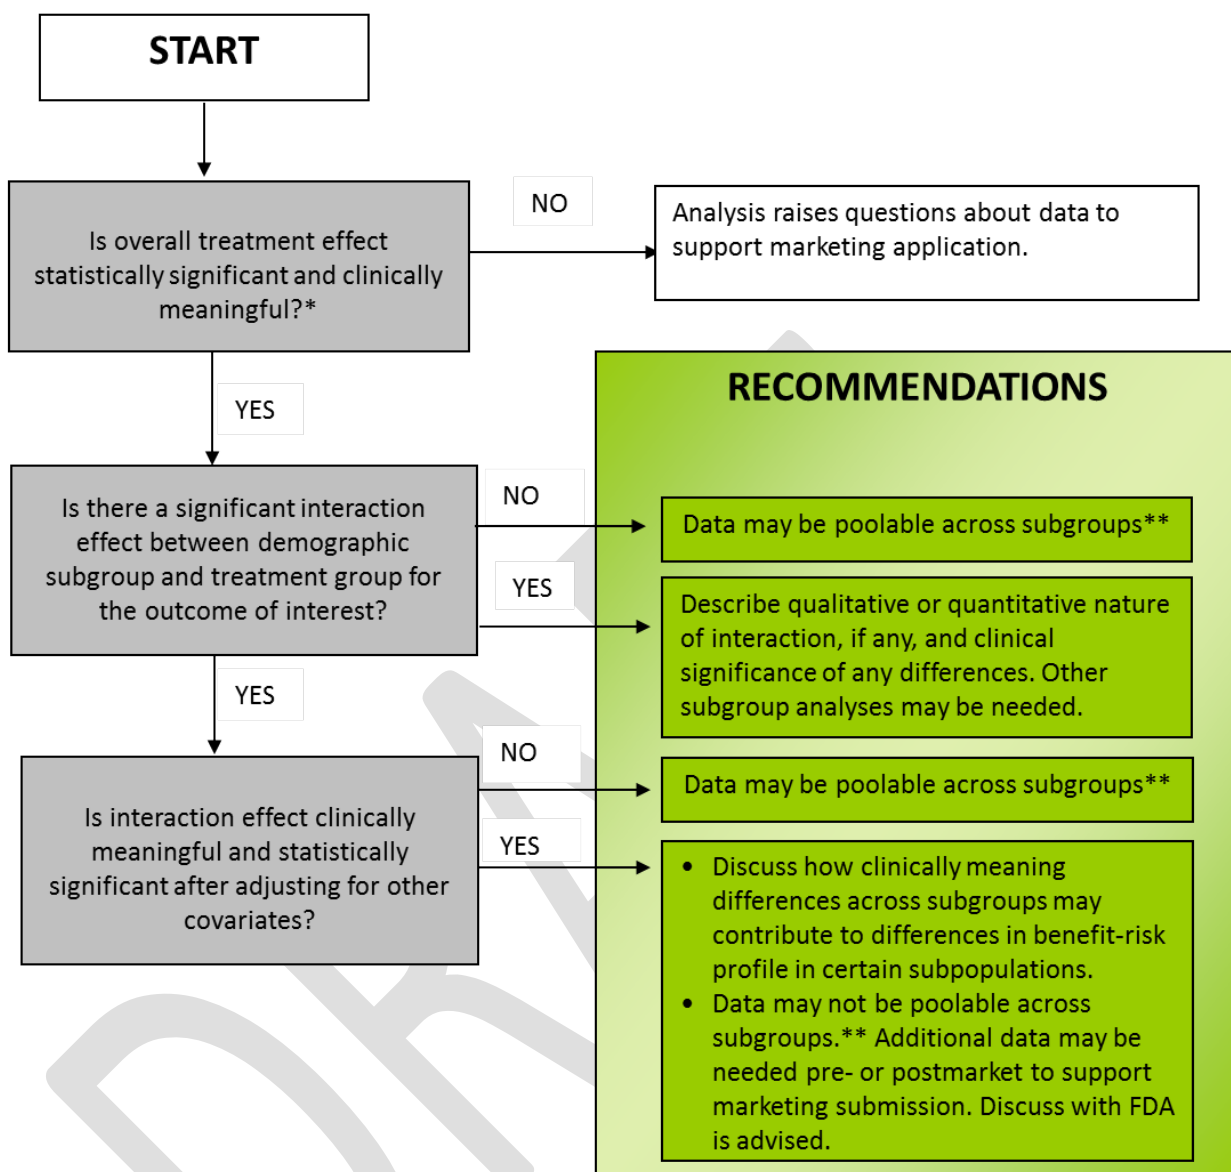 START
NO
Analysis raises questions about data to
support marketing application.
Is overall treatment effect
statistically significant and clinically
meaningful?*
RECOMMENDATIONS
YES
NO
Is there a significant interaction
effect between demographic
subgroup and treatment group for
the outcome of interest?
Data may be poolable across subgroups**
YES
Describe qualitative or quantitative nature
of interaction, if any, and clinical
significance of any differences. Other
subgroup analyses may be needed.
YES
NO
Data may be poolable across subgroups**
Is interaction effect clinically
meaningful and statistically
significant after adjusting for other
covariates?
YES
• Discuss how clinically meaning
differences across subgroups may
contribute to differences in benefit-risk
profile in certain subpopulations.
• Data may not be poolable across
subgroups.** Additional data may be
needed pre- or postmarket to support
marketing submission. Discuss with FDA
is advised.